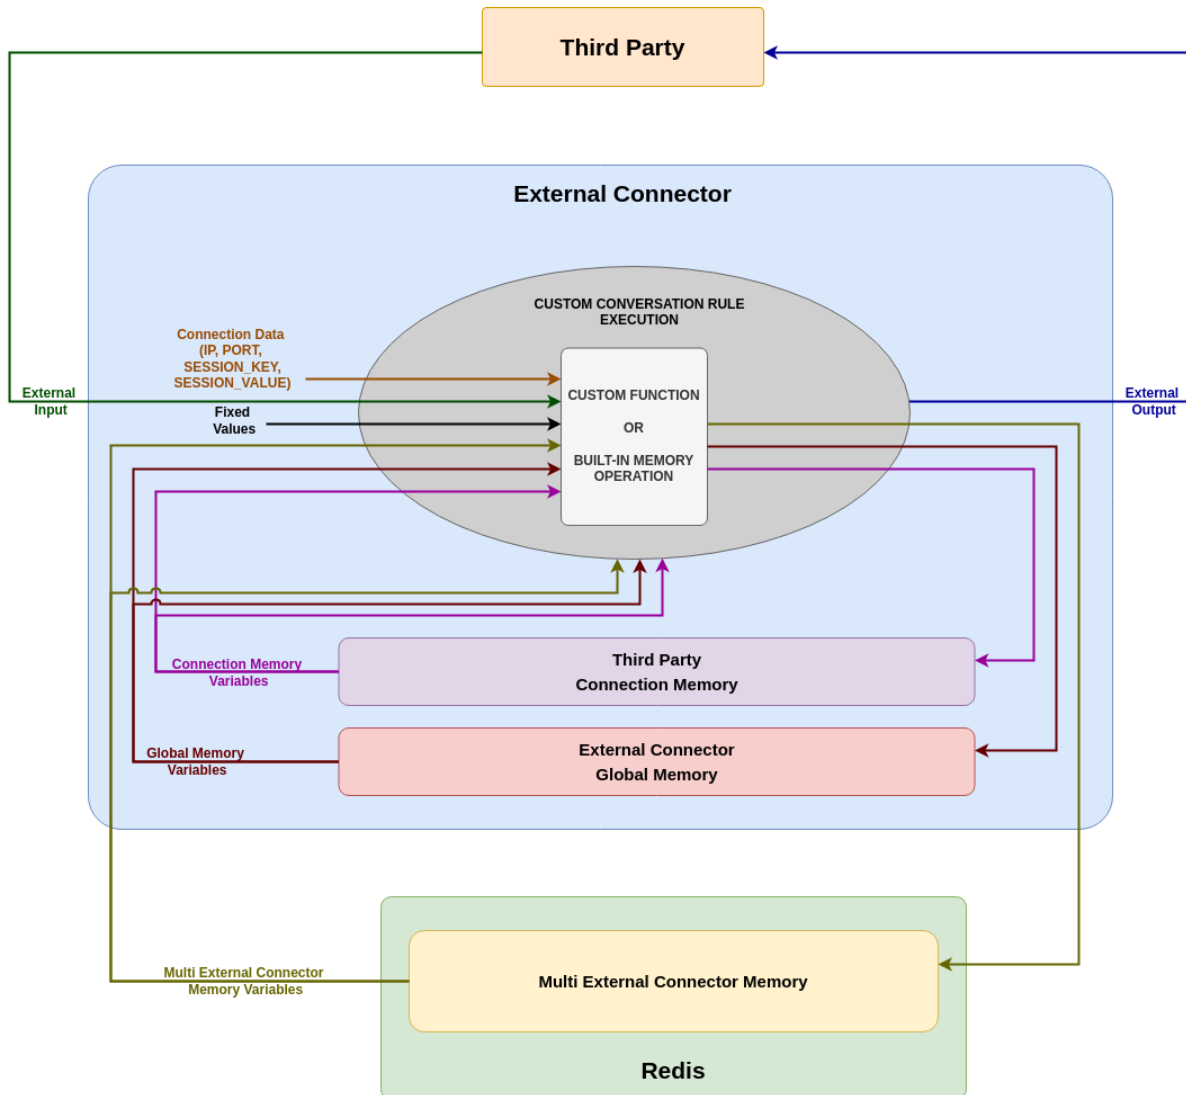 Third Party
External Connector
CUSTOM CONVERSATION RULE
EXECUTION
Connection Data
(IP, PORT,
SESSION_KEY,
SESSION_VALUE)
External
Input
Fixed
Values
CUSTOM FUNCTION
OR
BUILT-IN MEMORY
OPERATION
External
Output
Connection Memory
Variables
Third Party
Connection Memory
Global Memory
Variables
External Connector
Global Memory
Multi External Connector
Memory Variables
Multi External Connector Memory
Redis